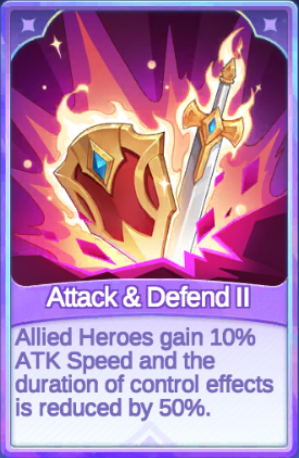 Attack & Defend II
Allied Heroes gain 10%
ATK Speed and the
duration of control effects
is reduced by 50%.